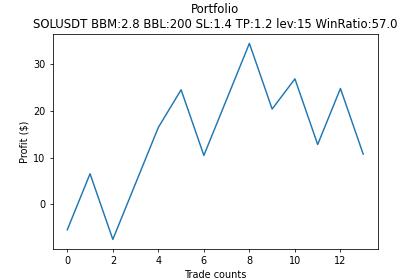 Portfolio
SOLUSDT BBM:2.8 BBL:200 SL:1.4 TP:1.2 lev:15 WinRatio:57.0
30
20
10
0
Profit ($)
0 2 4 6 8 10 12
Trade counts